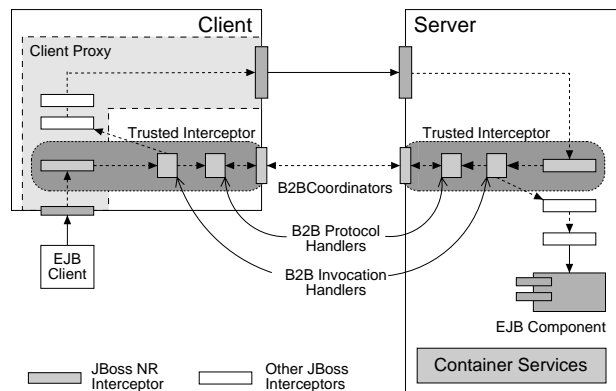 Client
Server
Client Proxy
Trusted Interceptor
Trusted Interceptor
B2BCoordinators
B2B Protocol
Handlers
EJB
Client
B2B Invocation
Handlers
EJB Component
Container Services
JBoss NR
Interceptor
Other JBoss
Interceptors